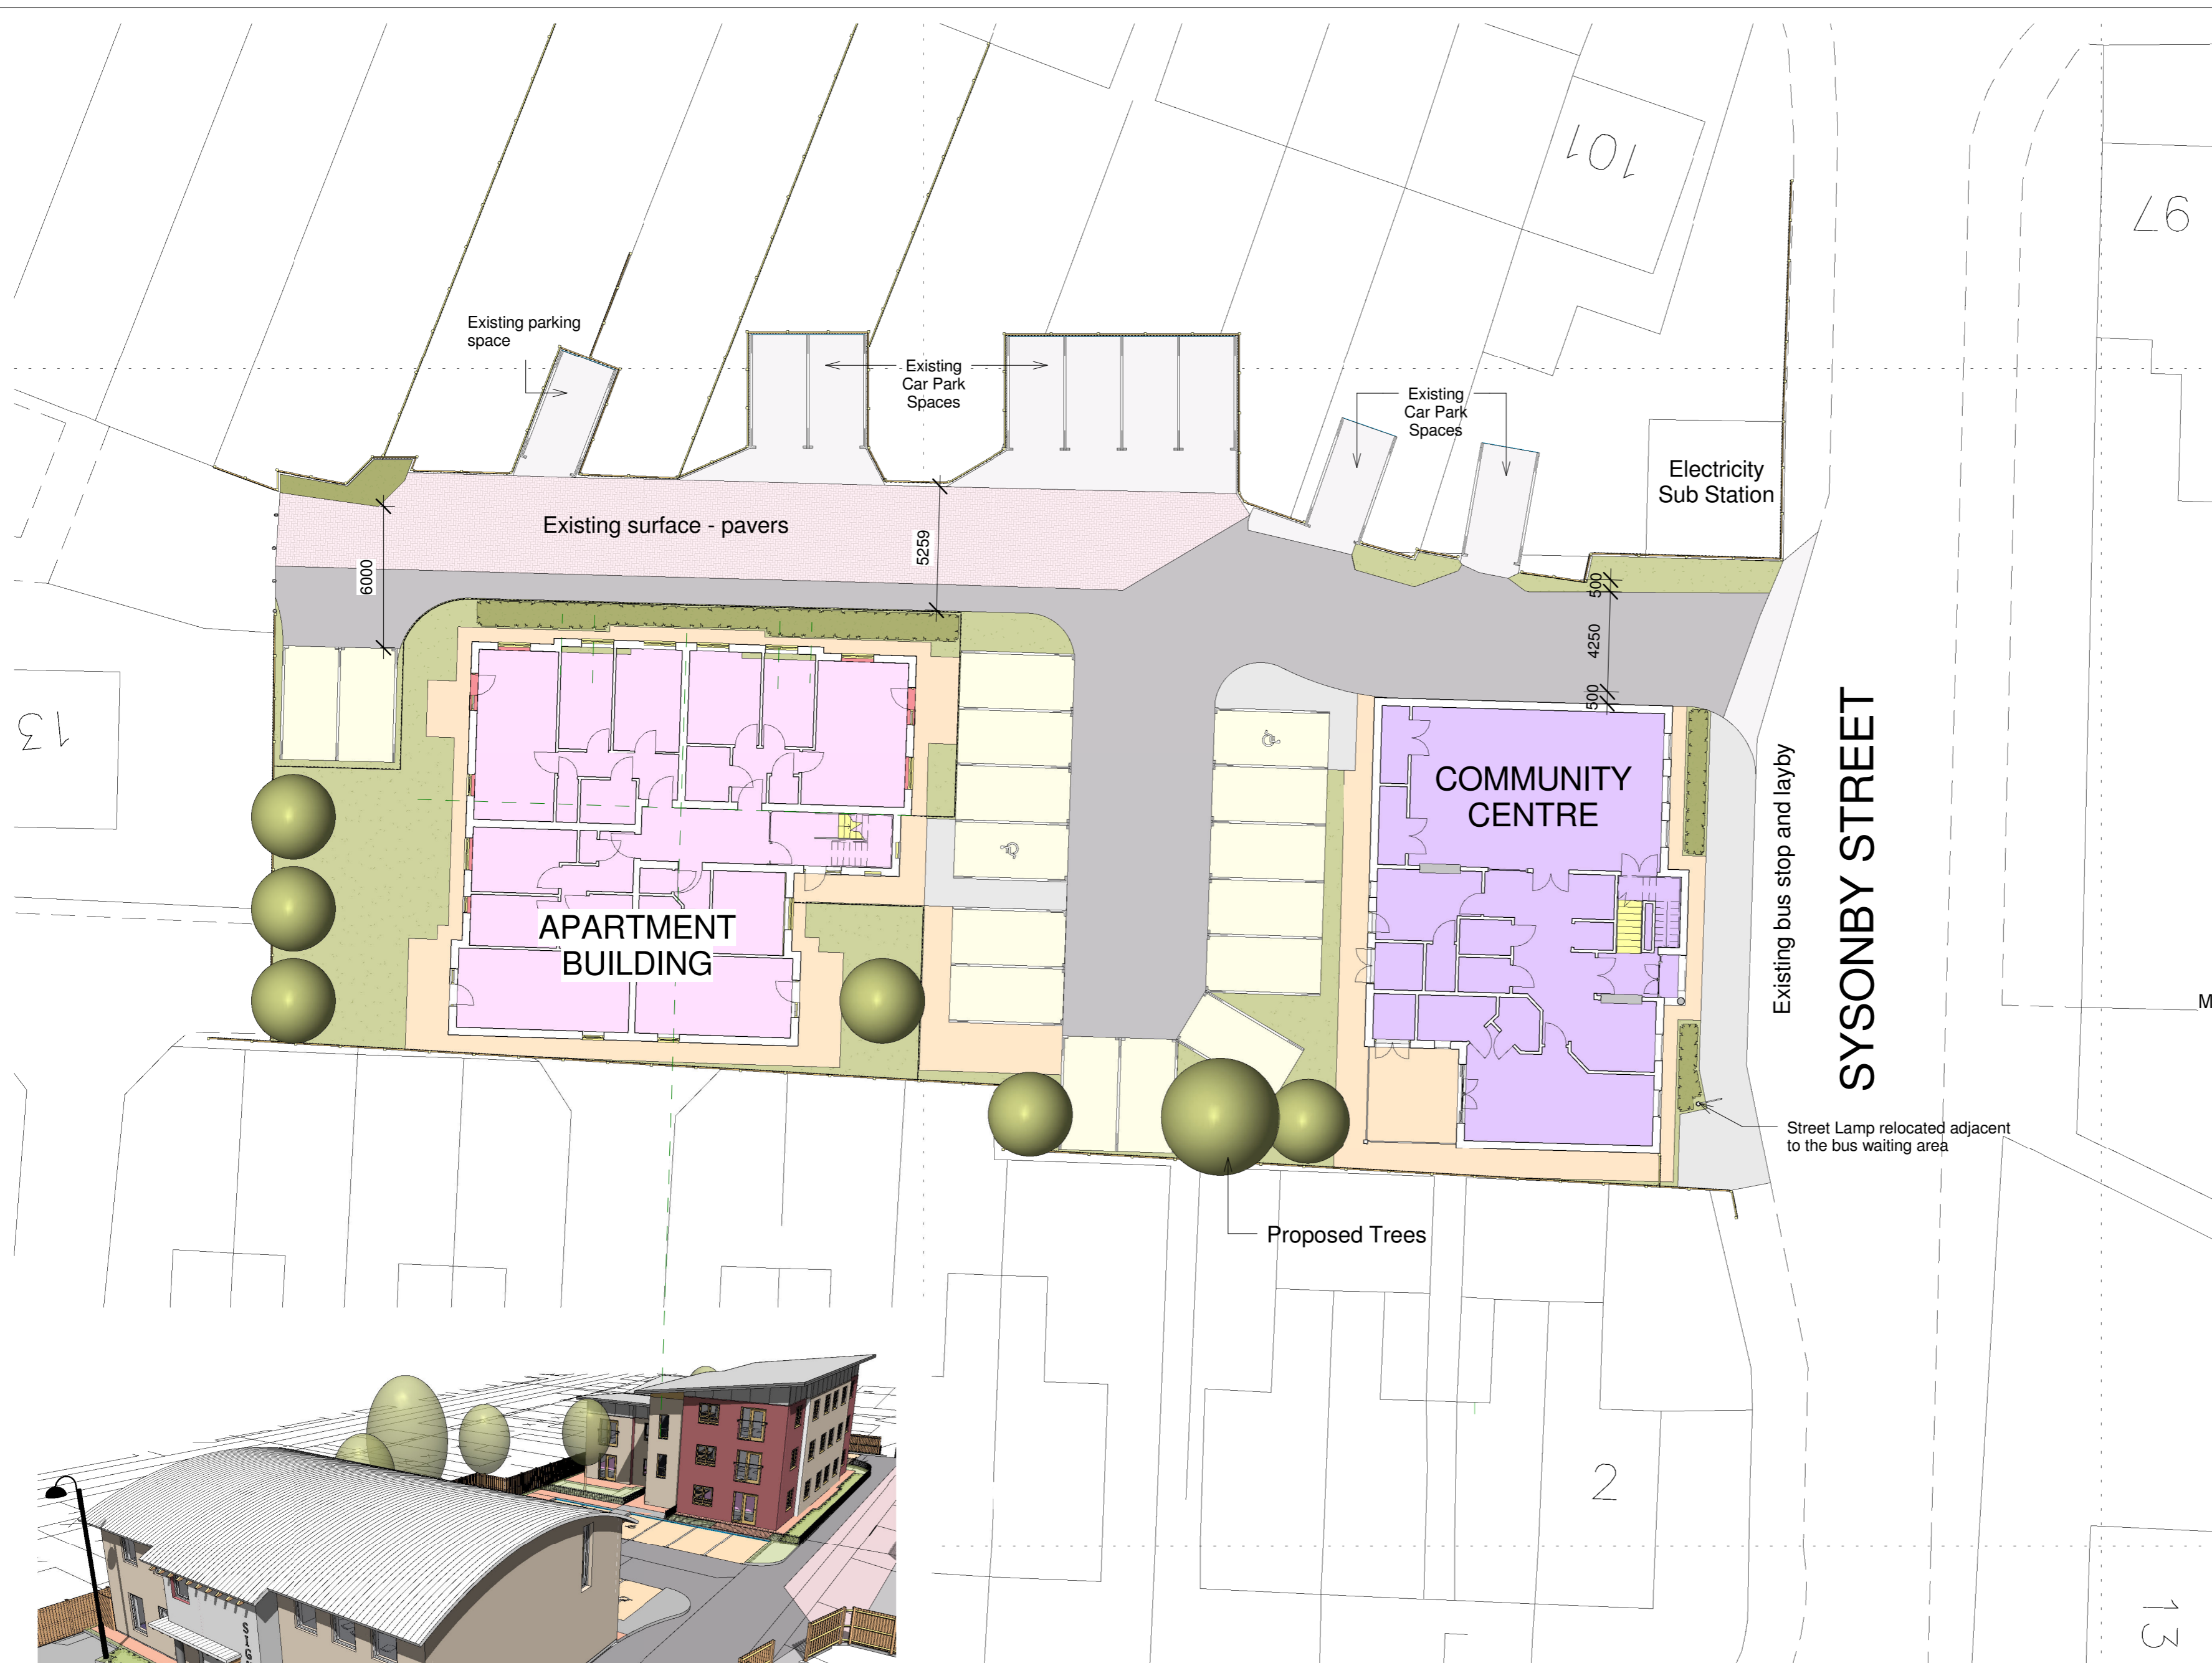 101
97
Existing parking
space
Existing
Car Park
Spaces
Existing
Car Park
Spaces
Electricity
Sub Station
Existing surface - pavers
6000
5259
500
4250
500
13
COMMUNITY
CENTRE
APARTMENT
BUILDING
Existing bus stop and layby
SYSONBY STREET
M
Street Lamp relocated adjacent
to the bus waiting area
Proposed Trees
2
13